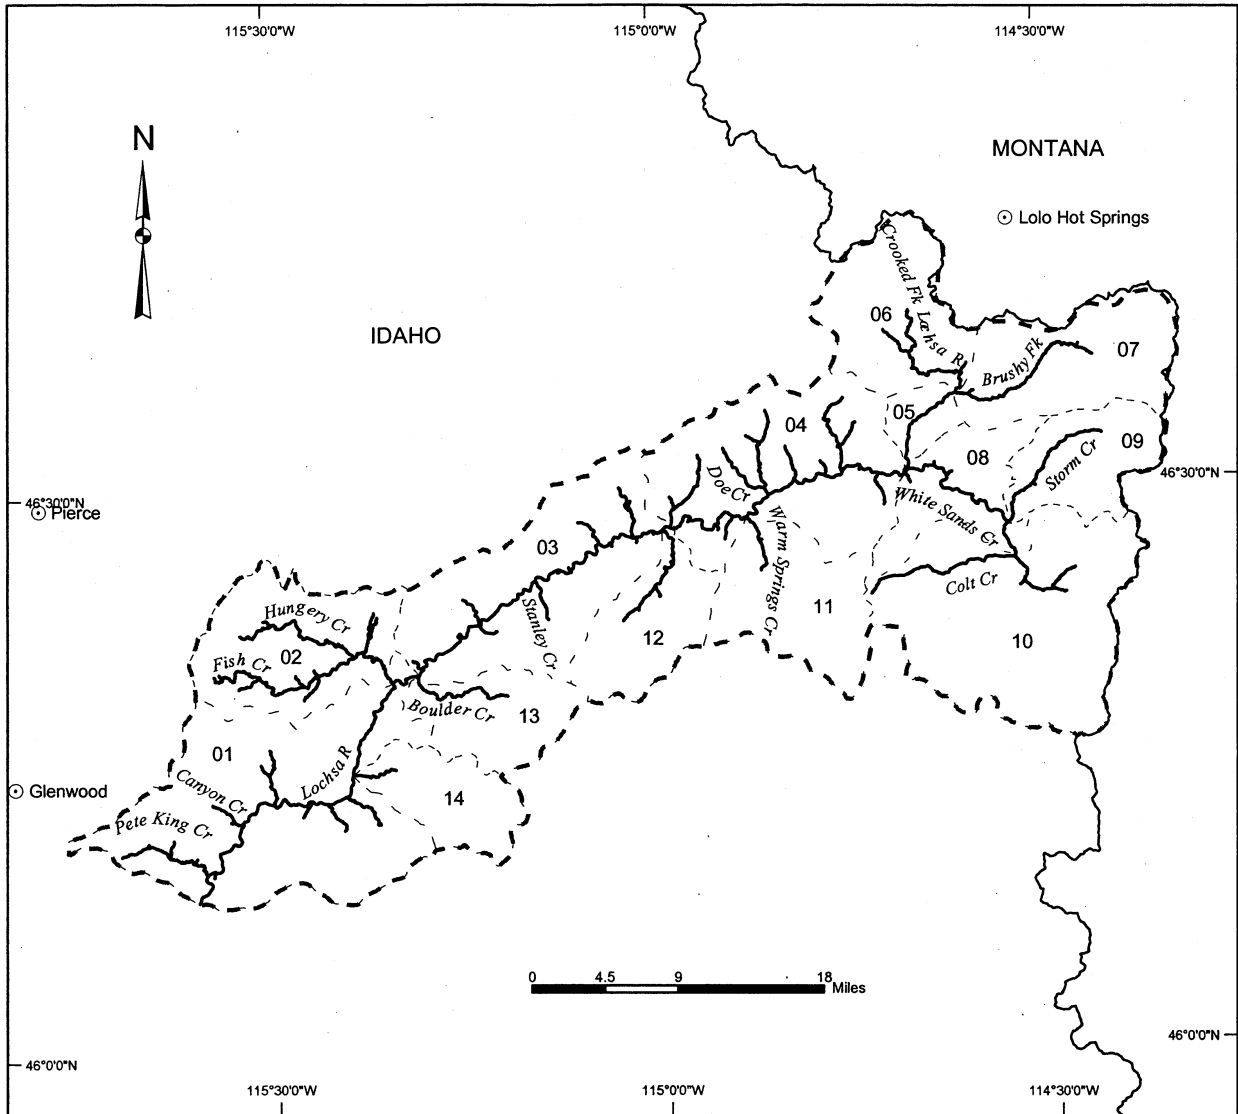 115°30'0"W 115°0'0"W 114°30'0"W
N
MONTANA
Lolo Hot Springs
IDAHO
Crooked Fk Lochsa R
06
07
Brushy Fk
05
04
09
08
Storm Cr
Doe Cr
46°30'0"N
White Sands Cr
46°30'0"N
Pierce
Warm Springs Cr
03
Colt Cr
Hungery Cr
Stanley Cr
11
12
10
02
Fish Cr
Boulder Cr
13
01
Lochsa R
Canyon Cr
Glenwood
14
Pete King Cr
0 4.5 9 18
Miles
46°0'0"N
46°0'0"N
115°30'0"W 115°0'0"W 114°30'0"W